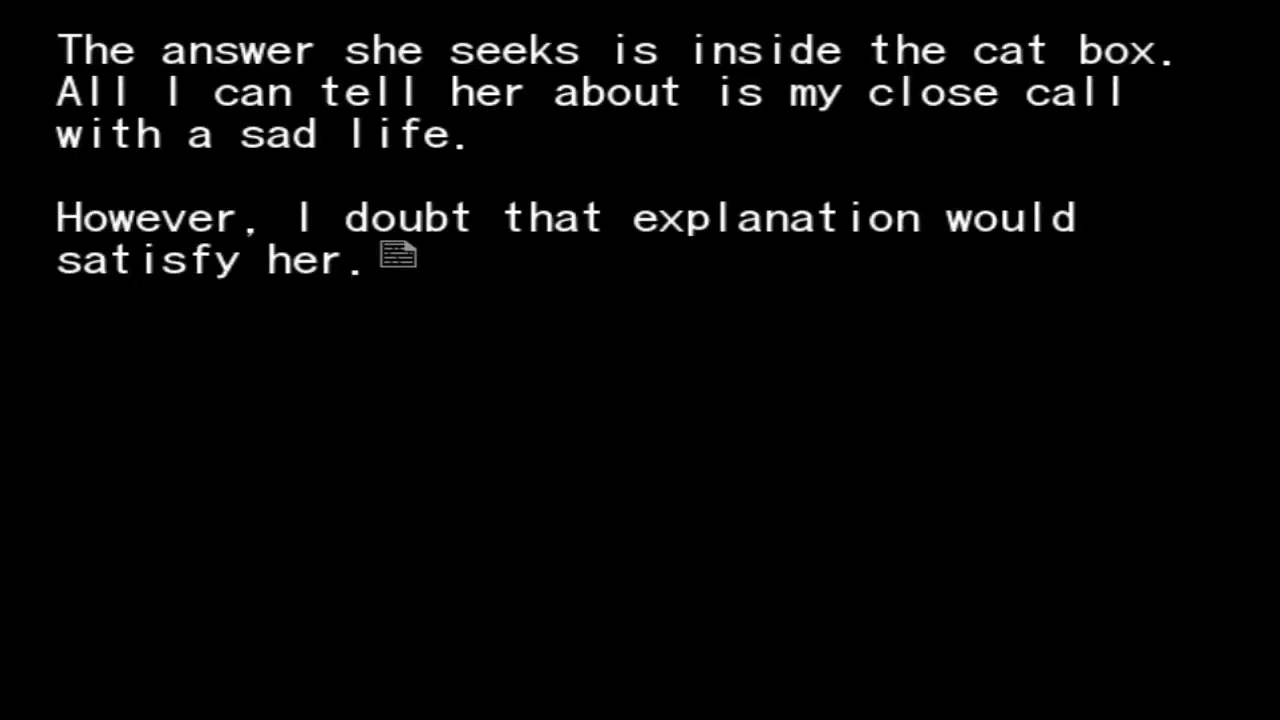 The answer she seeks is inside the cat box.
All I can tell her about is my close call
with a sad life.
However, I doubt that explanation would
satisfy her.